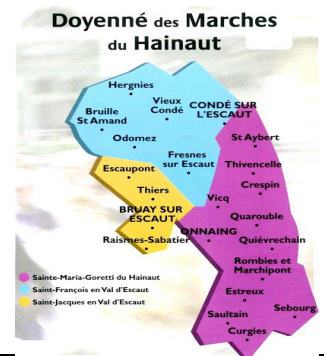 Doyenné des Marches
du Hainaut
Hergnies
Vieux
Condé
CONDÉ SUR
L'ESCAUT
Bruille
St Amand
Odomez
St Aybert
Fresnes
sur Escaut
Thivencelle
Escaupont
Crespin
Thiers
Vicq
BRUAY SUR
ESCAUT
Quarouble
ONNAING
Raismes-Sabatier
Quiévrechain
Rombies et
Marchipont
Sainte-Maria-Goretti du Hainaut
Saint-François en Val d'Escaut
Saint-Jacques en Val d'Escaut
Estreux
Sebourg
Saultain
Curgies